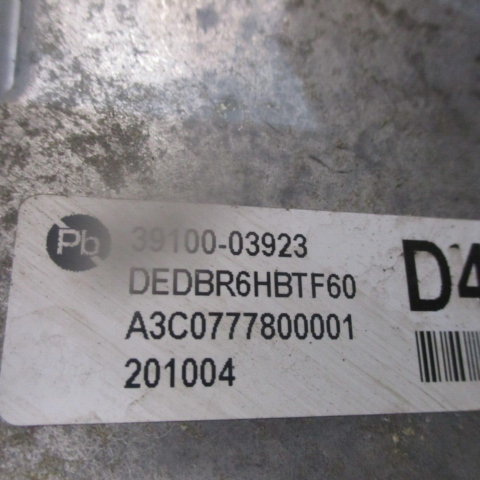 Pb
39100-03923
DEDBR6HBTF60
A3C0777800001
201004
D4